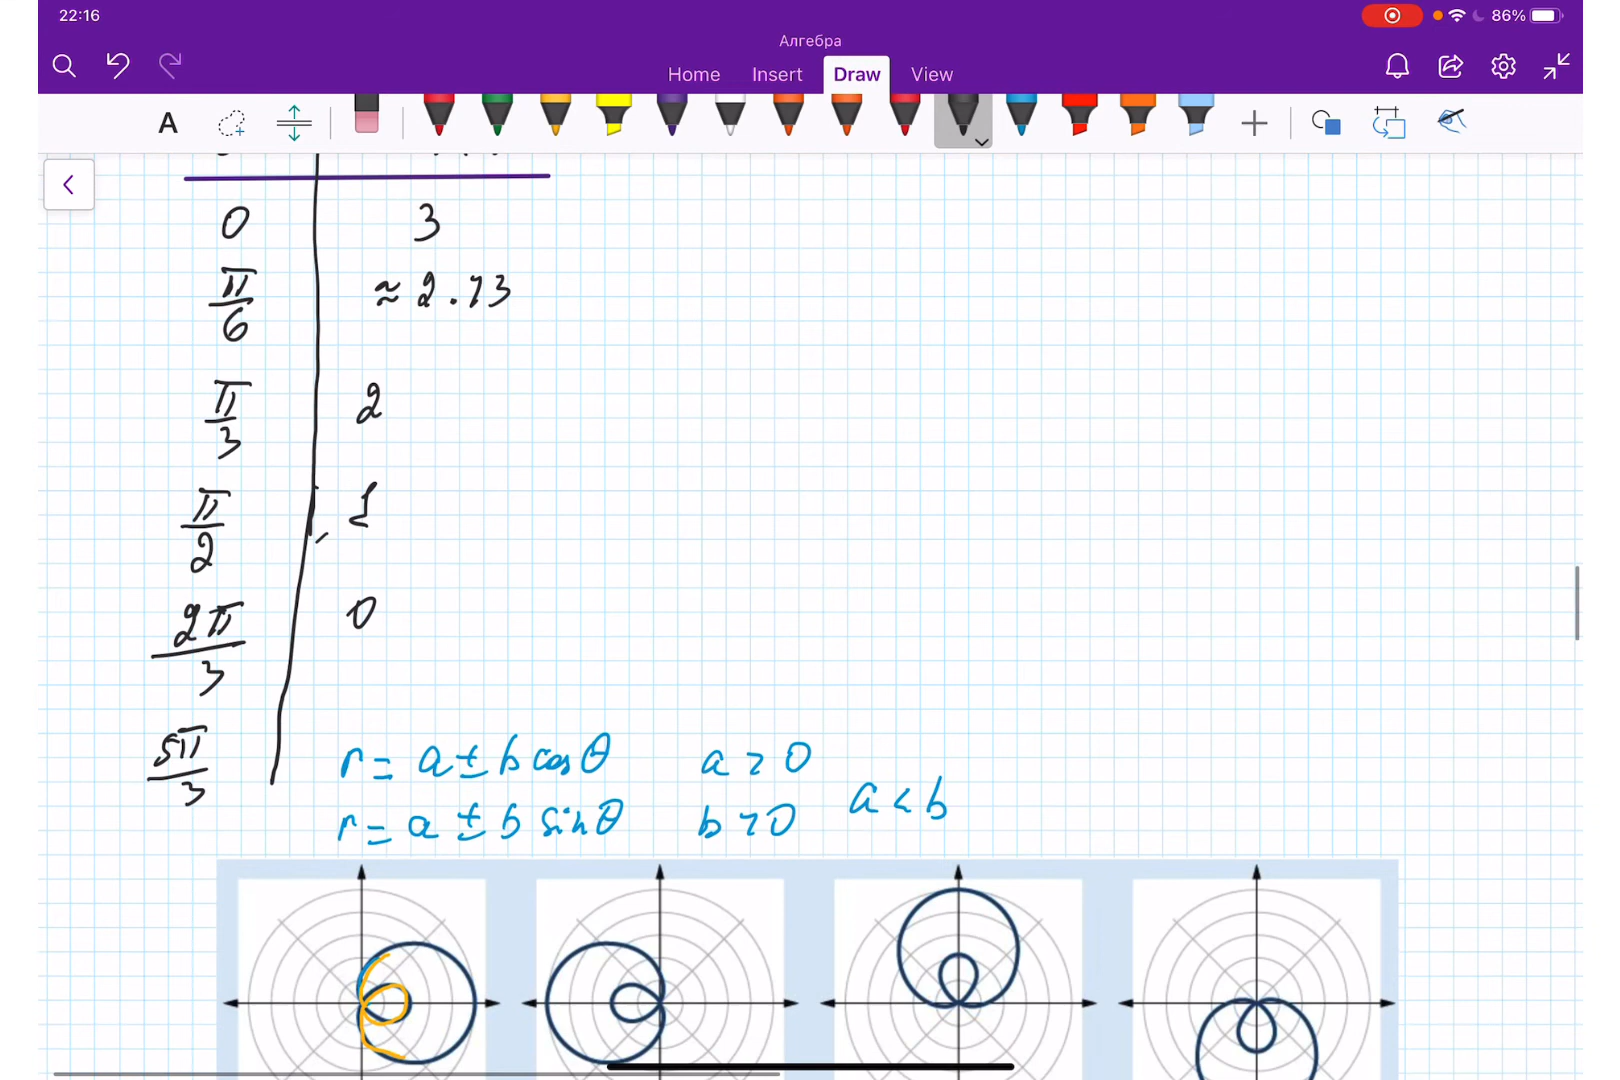 22:16
86%
Алгебра
Home Insert Draw View
A
0 3
π/6 ≈ 2.73
π/3 2
π/2 1
2π/3 0
5π/3
r = a ± b cos θ a > 0
r = a ± b sin θ b > 0 a < b